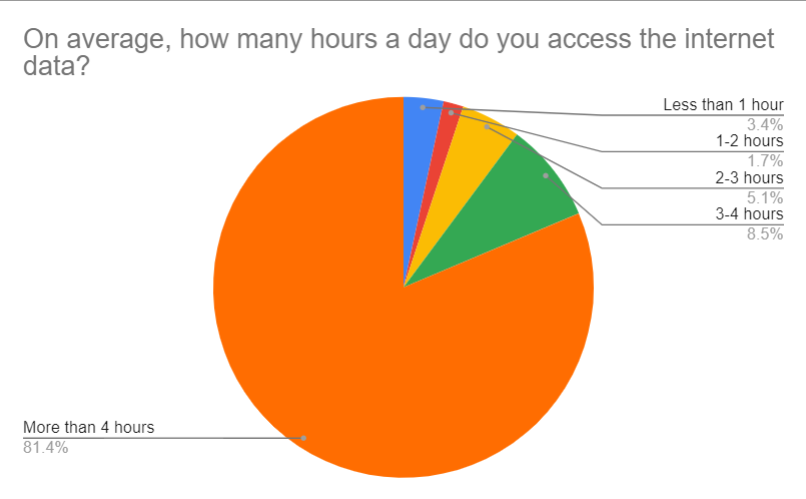 On average, how many hours a day do you access the internet
data?
Less than 1 hour
3.4%
1-2 hours
1.7%
2-3 hours
5.1%
3-4 hours
8.5%
More than 4 hours
81.4%